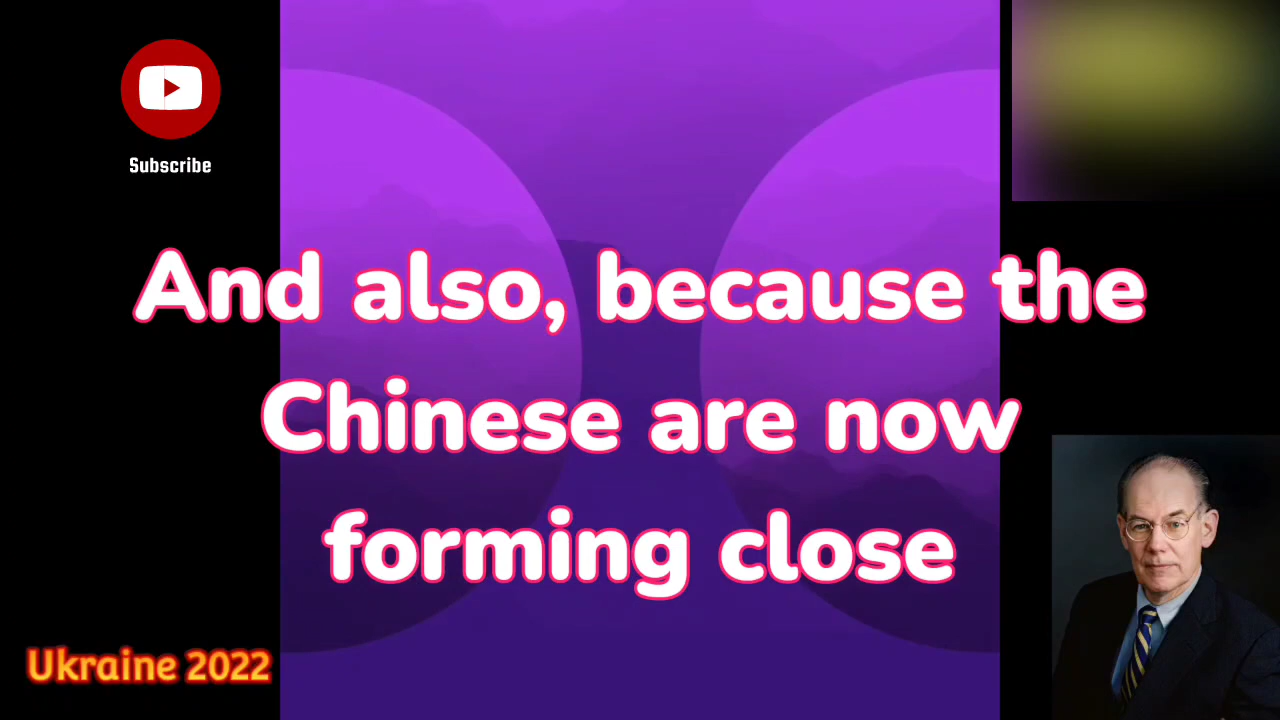 Subscribe
And also, because the
Chinese are now
forming close
Ukraine 2022